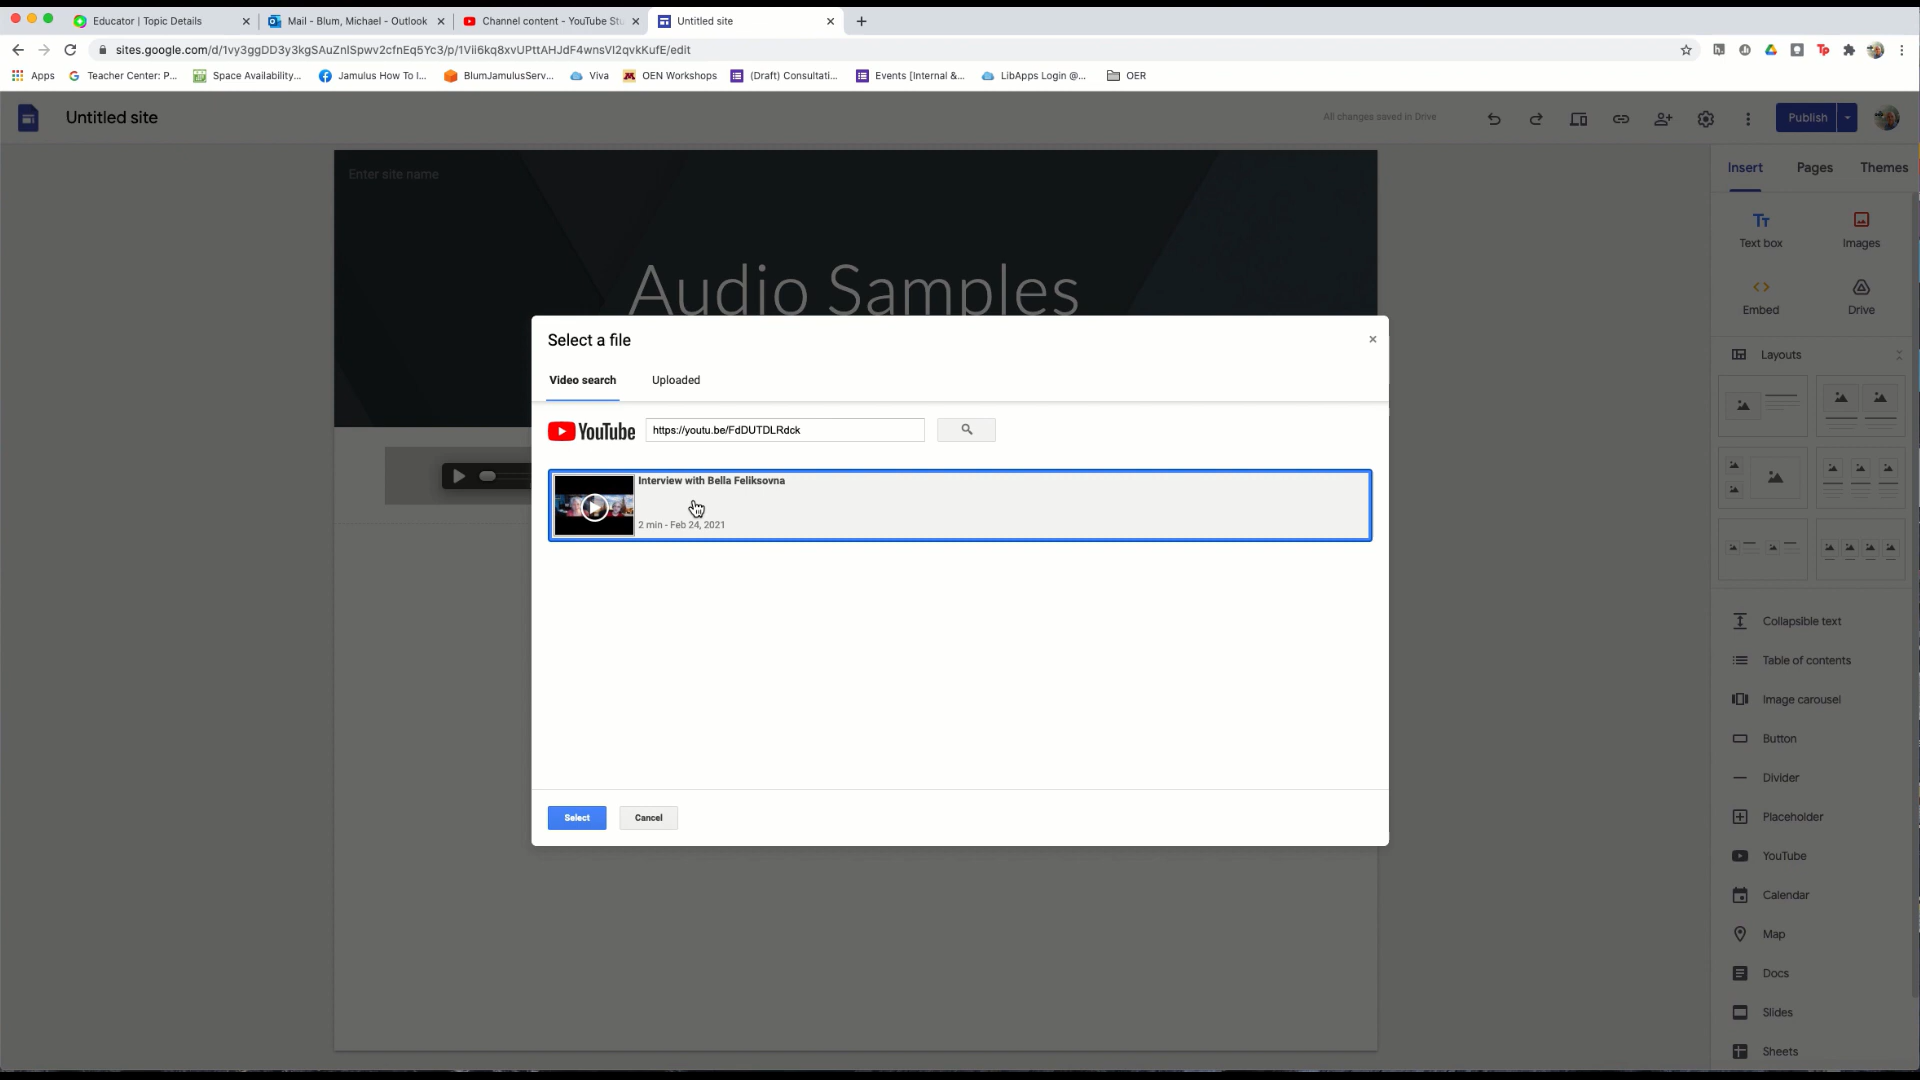 Educator | Topic Details
Mail - Blum, Michael - Outlook
Channel content - YouTube Stu
Untitled site
sites.google.com/d/1vy3ggDD3y3kgSAuZnISpwv2cfnEq5Yc3/p/1Vii6kq8xvUPttAHJdF4wnsVI2qvkKufE/edit
Apps
Teacher Center: P...
Space Availability...
Jamulus How To I...
BlumJamulusServ...
Viva
OEN Workshops
(Draft) Consultati...
Events [Internal &...
LibApps Login @...
OER
Untitled site
All changes saved in Drive
Publish
Enter site name
Audio Samples
Insert
Pages
Themes
Text box
Images
Embed
Drive
Layouts
Select a file
Video search
Uploaded
YouTube
https://youtu.be/FdDUTDLRdck
Interview with Bella Feliksovna
2 min - Feb 24, 2021
Select
Cancel
Collapsible text
Table of contents
Image carousel
Button
Divider
Placeholder
YouTube
Calendar
Map
Docs
Slides
Sheets